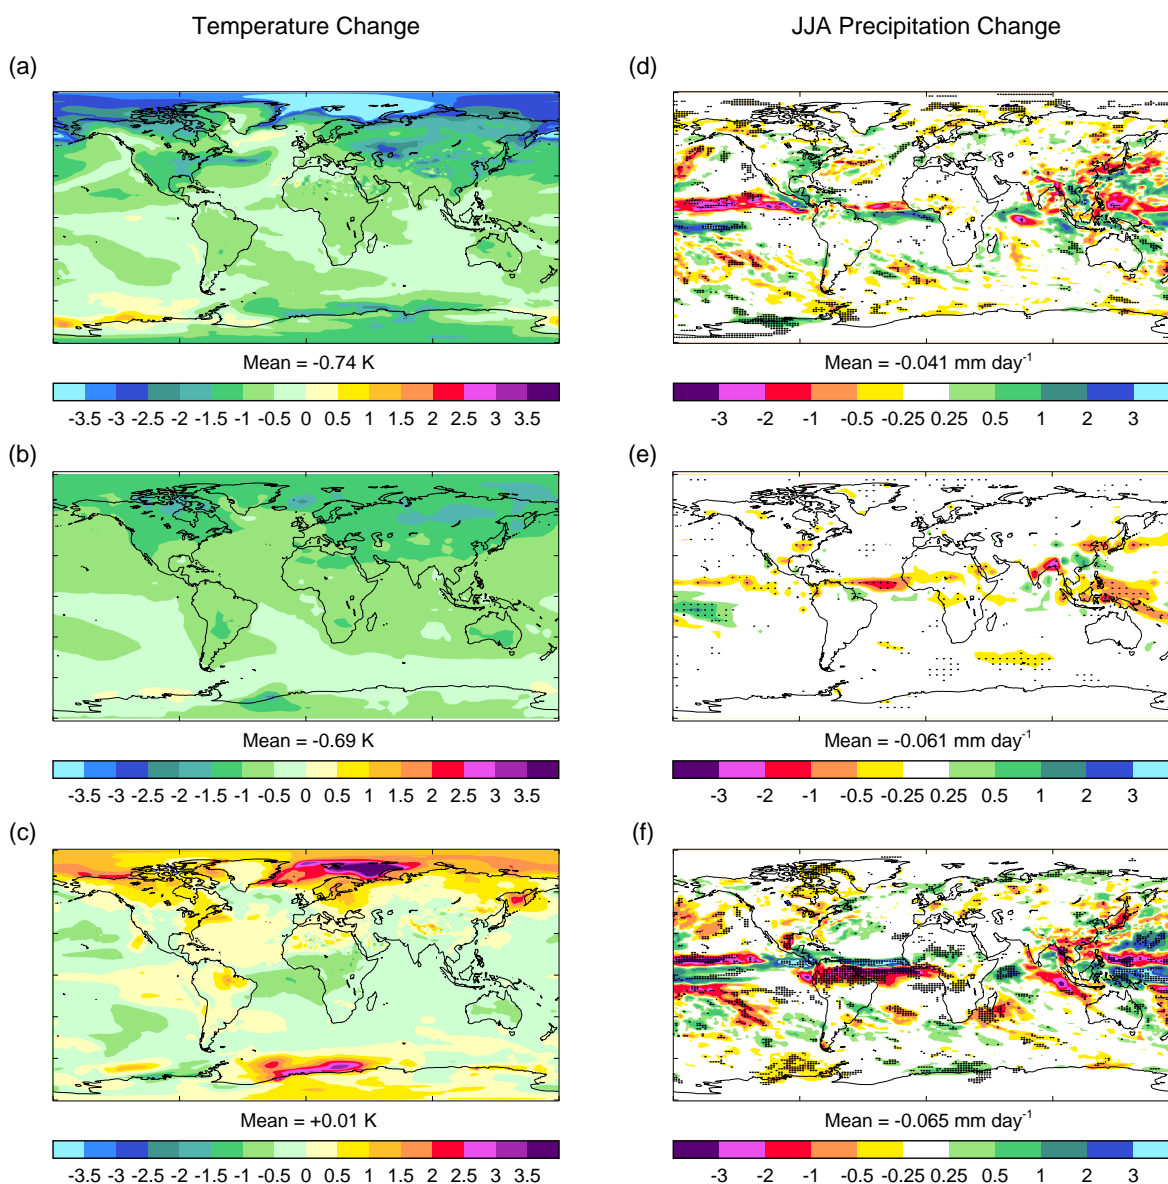 Temperature Change
JJA Precipitation Change
(a)
(d)
Mean = -0.74 K
Mean = -0.041 mm day-1
-3.5 -3 -2.5 -2 -1.5 -1 -0.5 0 0.5 1 1.5 2 2.5 3 3.5
-3 -2 -1 -0.5 -0.25 0.25 0.5 1 2 3
(b)
(e)
Mean = -0.69 K
Mean = -0.061 mm day-1
-3.5 -3 -2.5 -2 -1.5 -1 -0.5 0 0.5 1 1.5 2 2.5 3 3.5
-3 -2 -1 -0.5 -0.25 0.25 0.5 1 2 3
(c)
(f)
Mean = +0.01 K
Mean = -0.065 mm day-1
-3.5 -3 -2.5 -2 -1.5 -1 -0.5 0 0.5 1 1.5 2 2.5 3 3.5
-3 -2 -1 -0.5 -0.25 0.25 0.5 1 2 3